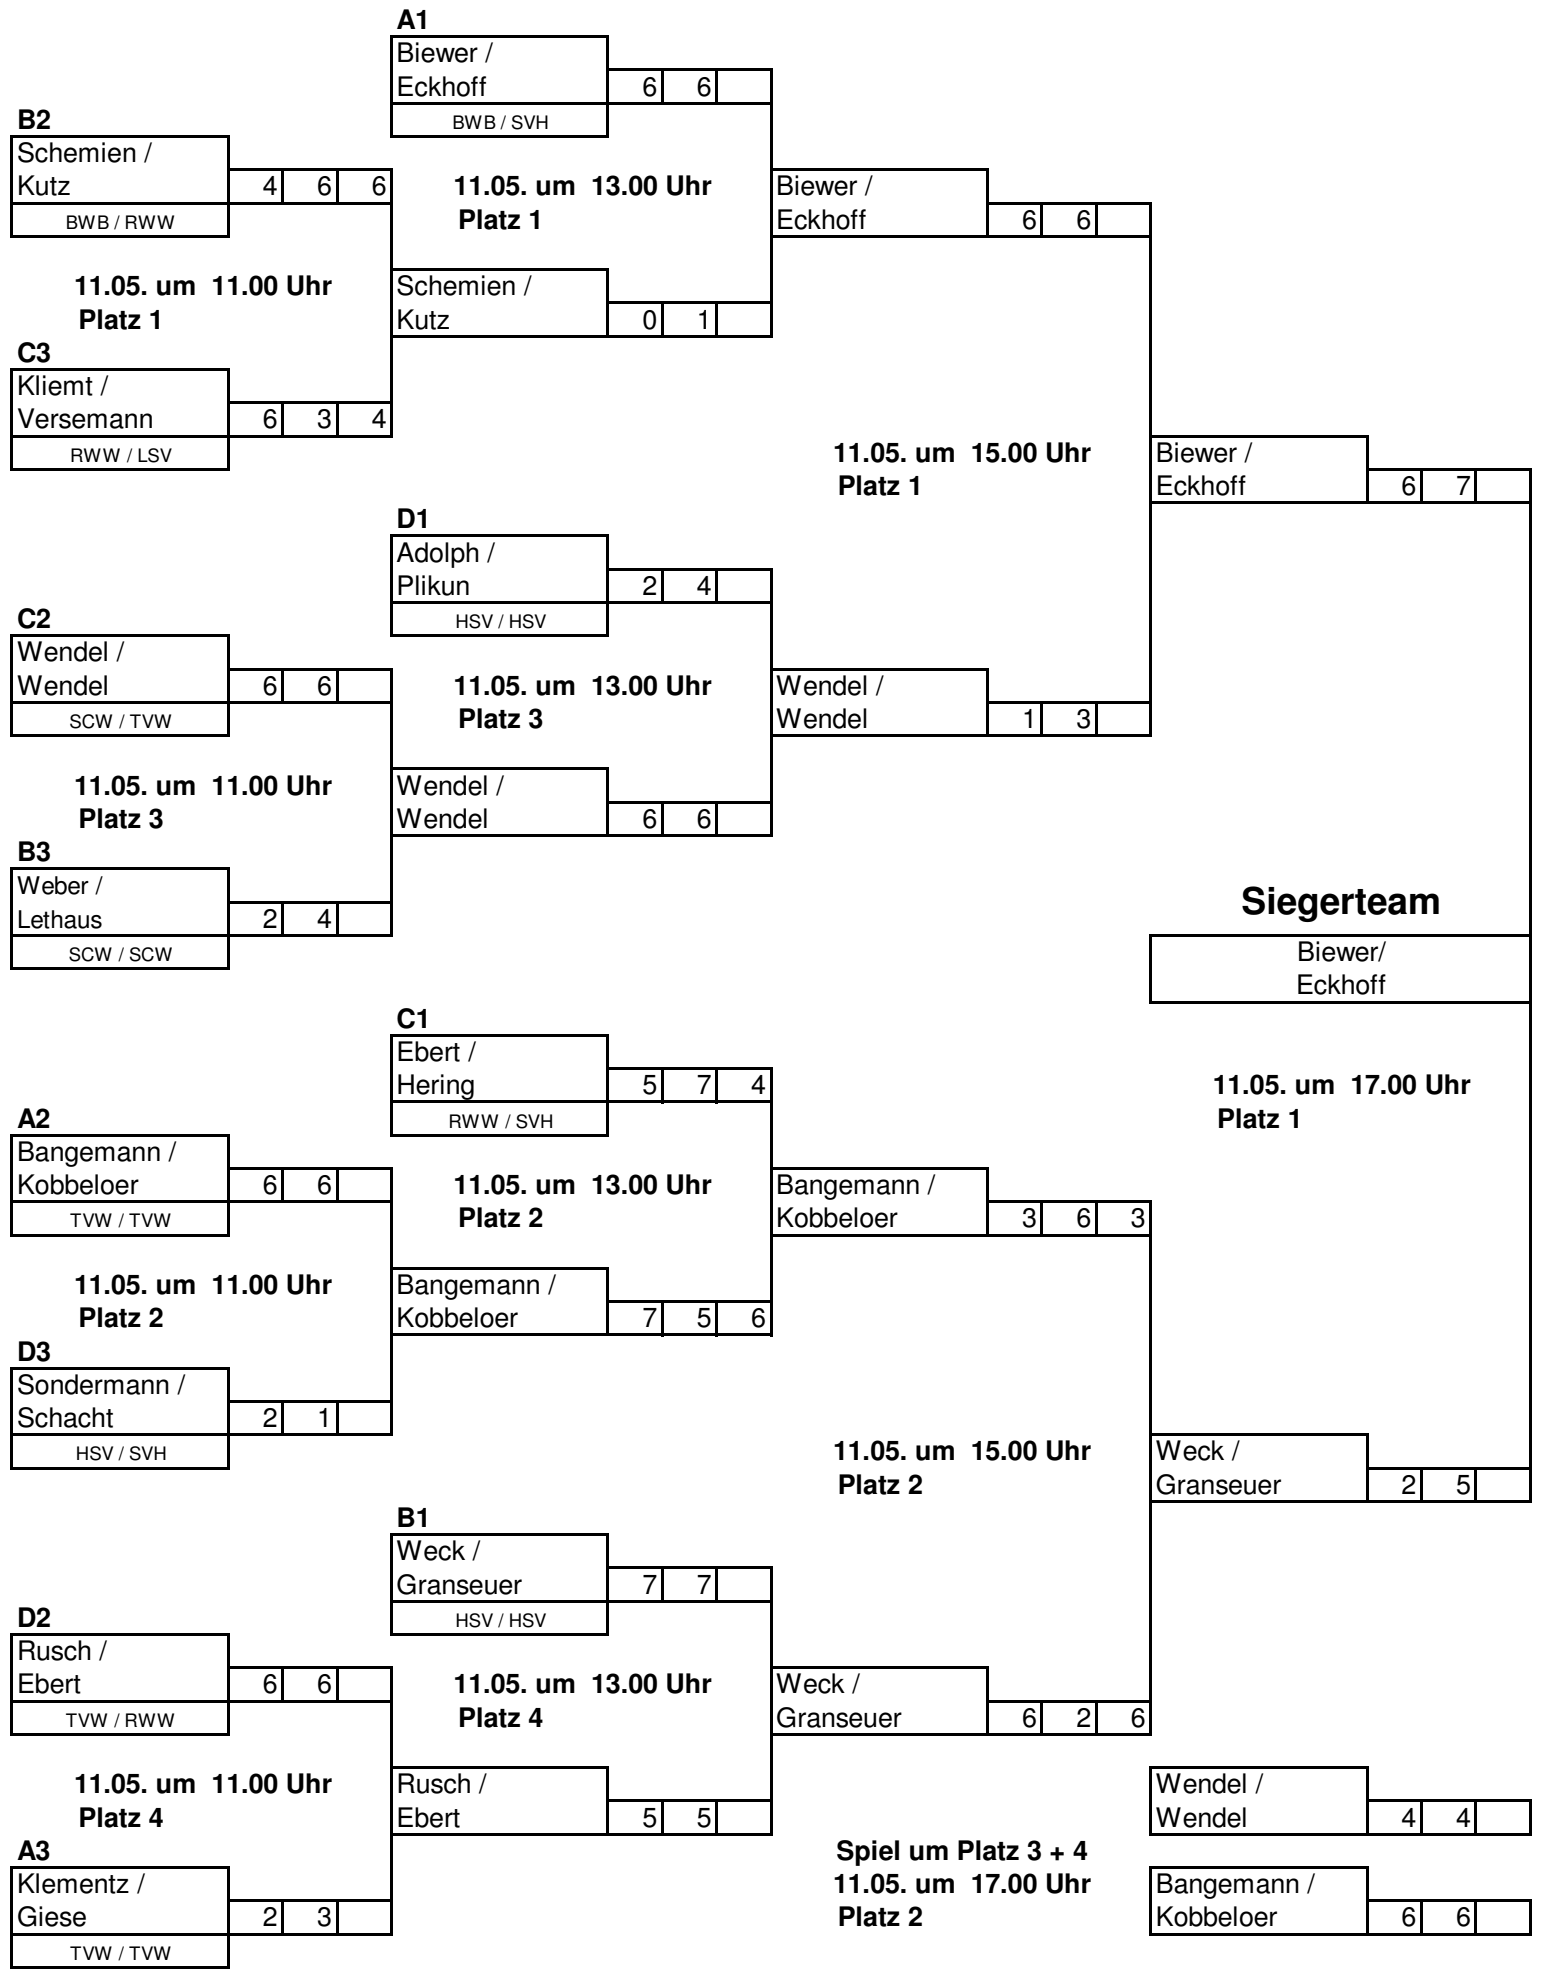 A1
Biewer /
Eckhoff
6 6
BWB / SVH
B2
Schemien /
Kutz
4 6 6
BWB / RWW
11.05. um 13.00 Uhr
Platz 1
Biewer /
Eckhoff
6 6
11.05. um 11.00 Uhr
Platz 1
Schemien /
Kutz
0 1
C3
Kliemt /
Versemann
6 3 4
RWW / LSV
11.05. um 15.00 Uhr
Platz 1
Biewer /
Eckhoff
6 7
D1
Adolph /
Plikun
2 4
HSV / HSV
C2
Wendel /
Wendel
6 6
SCW / TVW
11.05. um 13.00 Uhr
Platz 3
Wendel /
Wendel
1 3
11.05. um 11.00 Uhr
Platz 3
Wendel /
Wendel
6 6
B3
Weber /
Lethaus
2 4
SCW / SCW
Siegerteam
Biewer/
Eckhoff
C1
Ebert /
Hering
5 7 4
RWW / SVH
11.05. um 17.00 Uhr
Platz 1
A2
Bangemann /
Kobbeloer
6 6
TVW / TVW
11.05. um 13.00 Uhr
Platz 2
Bangemann /
Kobbeloer
3 6 3
11.05. um 11.00 Uhr
Platz 2
Bangemann /
Kobbeloer
7 5 6
D3
Sondermann /
Schacht
2 1
HSV / SVH
11.05. um 15.00 Uhr
Platz 2
Weck /
Granseuer
2 5
B1
Weck /
Granseuer
7 7
HSV / HSV
D2
Rusch /
Ebert
6 6
TVW / RWW
11.05. um 13.00 Uhr
Platz 4
Weck /
Granseuer
6 2 6
11.05. um 11.00 Uhr
Platz 4
Rusch /
Ebert
5 5
Wendel /
Wendel
4 4
A3
Klementz /
Giese
2 3
TVW / TVW
Spiel um Platz 3 + 4
11.05. um 17.00 Uhr
Platz 2
Bangemann /
Kobbeloer
6 6